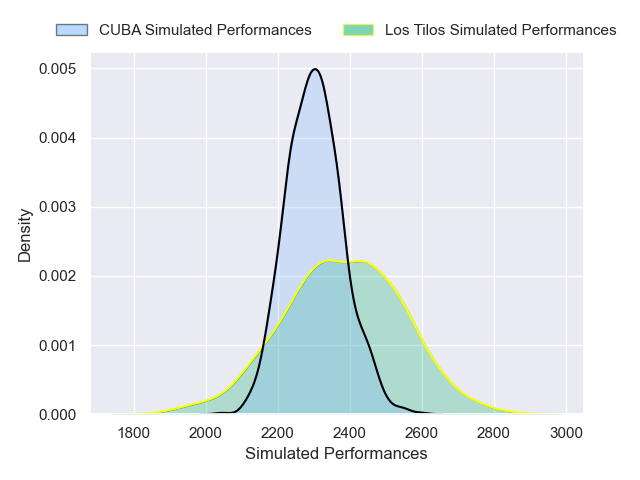 CUBA Simulated Performances
Los Tilos Simulated Performances
0.005
0.004
0.003
0.002
0.001
0.000
Density
1800 2000 2200 2400 2600 2800 3000
Simulated Performances